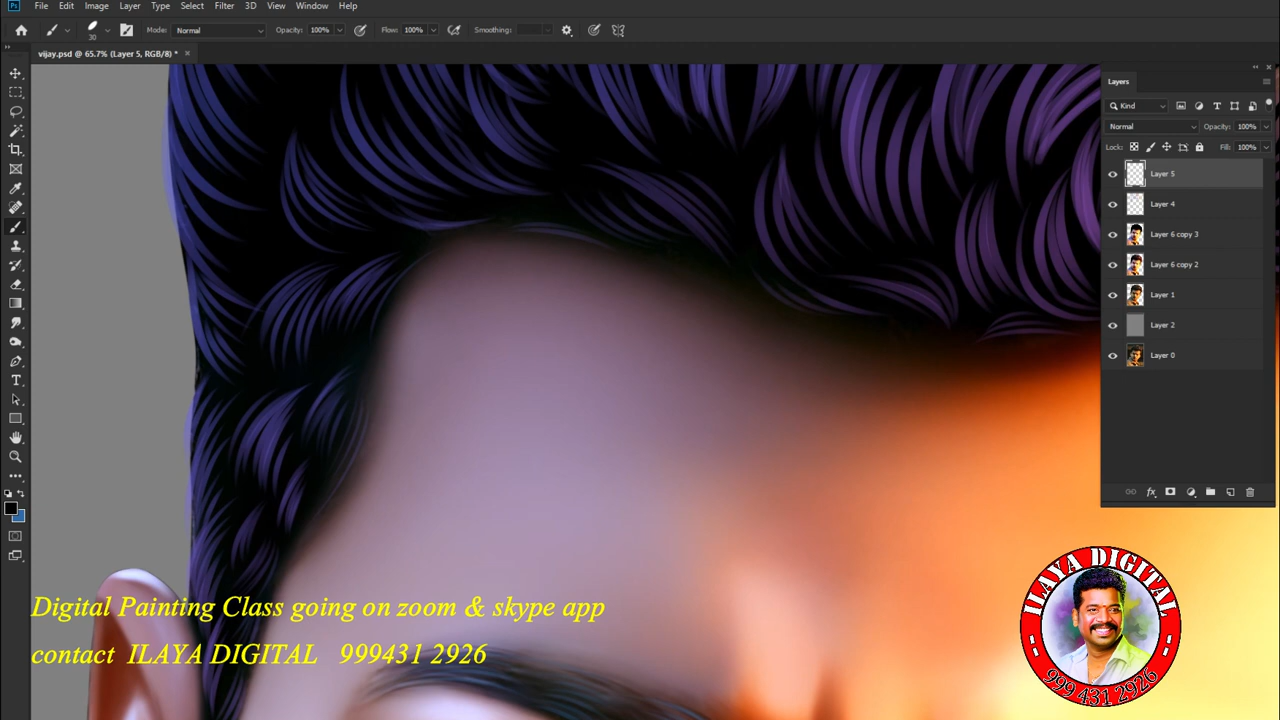 File Edit Image Layer Type Select Filter 3D View Window Help
30 Mode: Normal Opacity: 100% Flow: 100% Smoothing:
vijay.psd @ 65.7% (Layer 5, RGB/8) *
Layers
Kind
Normal Opacity: 100%
Lock: Fill: 100%
Layer 5
Layer 4
Layer 6 copy 3
Layer 6 copy 2
Layer 1
Layer 2
Layer 0
Digital Painting Class going on zoom & skype app
contact ILAYA DIGITAL 999431 2926
ILAYA DIGITAL
999 431 2926